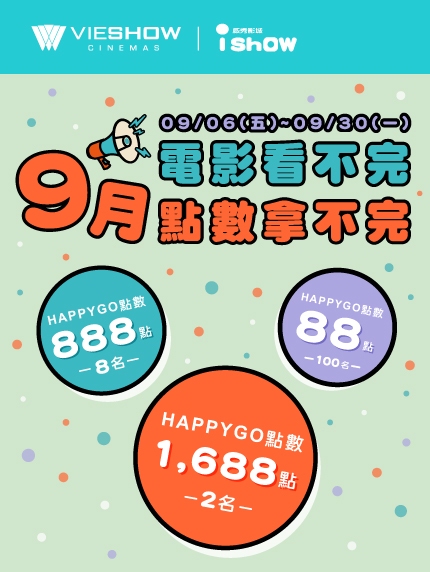 VIESHOW
CINEMAS
威秀影城
ishow
09/06(五)~09/30(一)
9月
電影看不完
點數拿不完
HAPPYGO點數
888點
－8名－
HAPPYGO點數
88點
－100名－
HAPPYGO點數
1,688點
－2名－